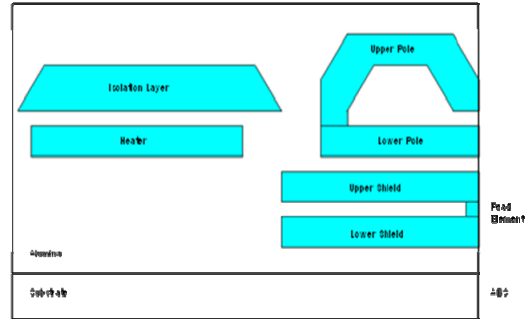 Upper Pole
Isolation Layer
Heater
Lower Pole
Upper Shield
Read
Element
Lower Shield
Alumina
Substrate
ABS